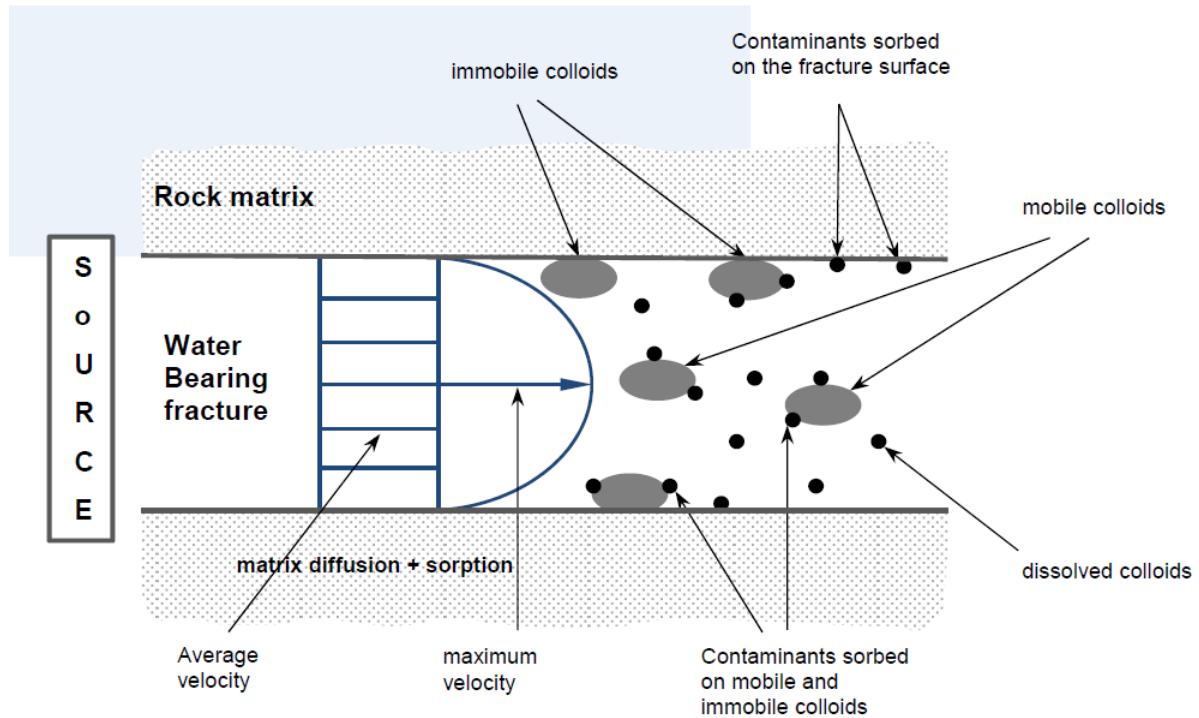 Contaminants sorbed
on the fracture surface
immobile colloids
Rock matrix
mobile colloids
SoURCE
Water
Bearing
fracture
matrix diffusion + sorption
dissolved colloids
Average
velocity
maximum
velocity
Contaminants sorbed
on mobile and
immobile colloids